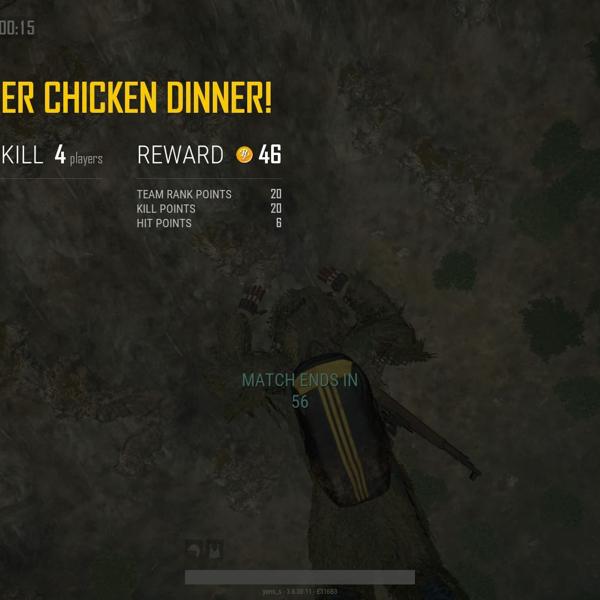 00:15
ER CHICKEN DINNER!
KILL 4 players REWARD 46
TEAM RANK POINTS 20
KILL POINTS 20
HIT POINTS 6
MATCH ENDS IN
56